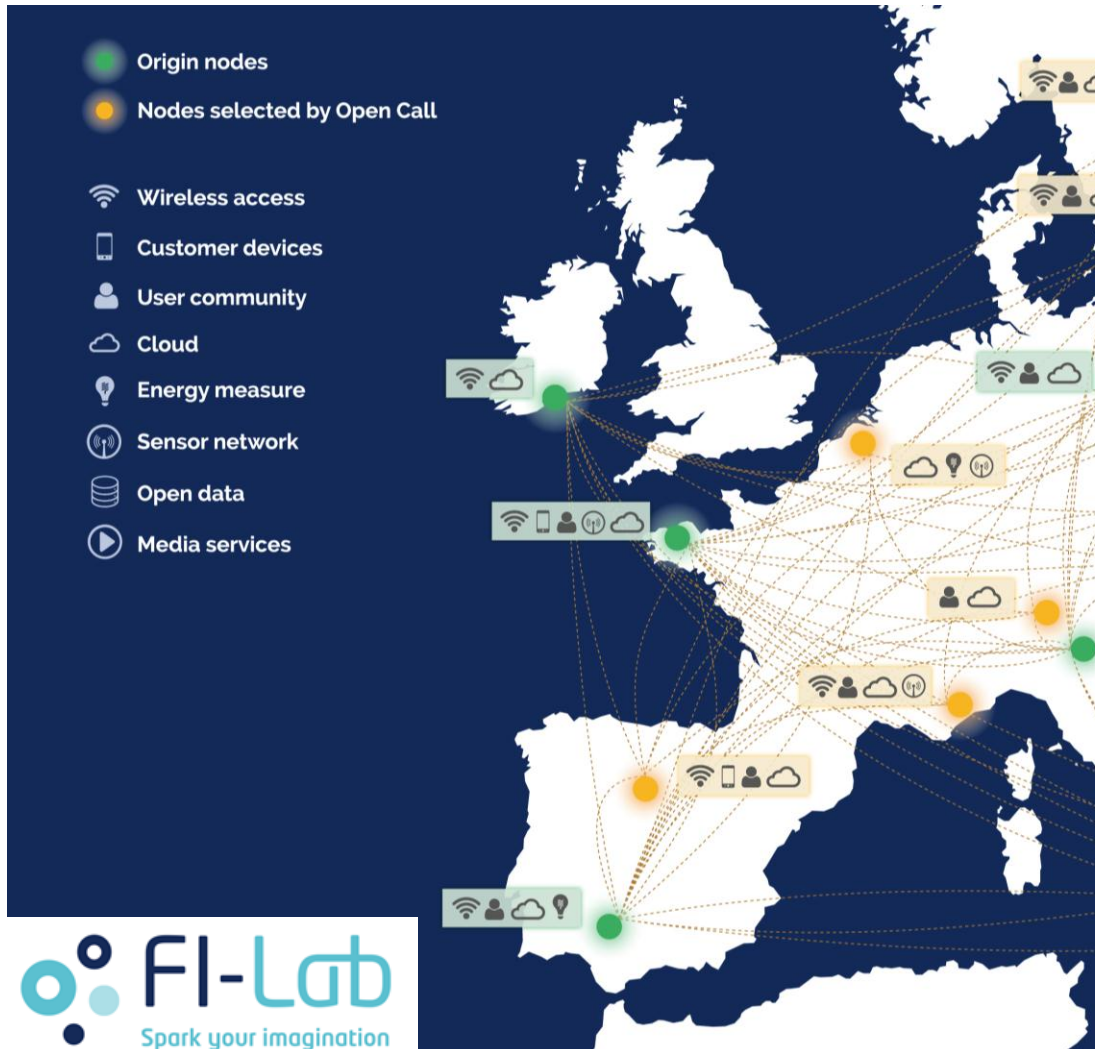 Origin nodes
Nodes selected by Open Call
Wireless access
Customer devices
User community
Cloud
Energy measure
Sensor network
Open data
Media services
FI-Lab
Spark your imagination